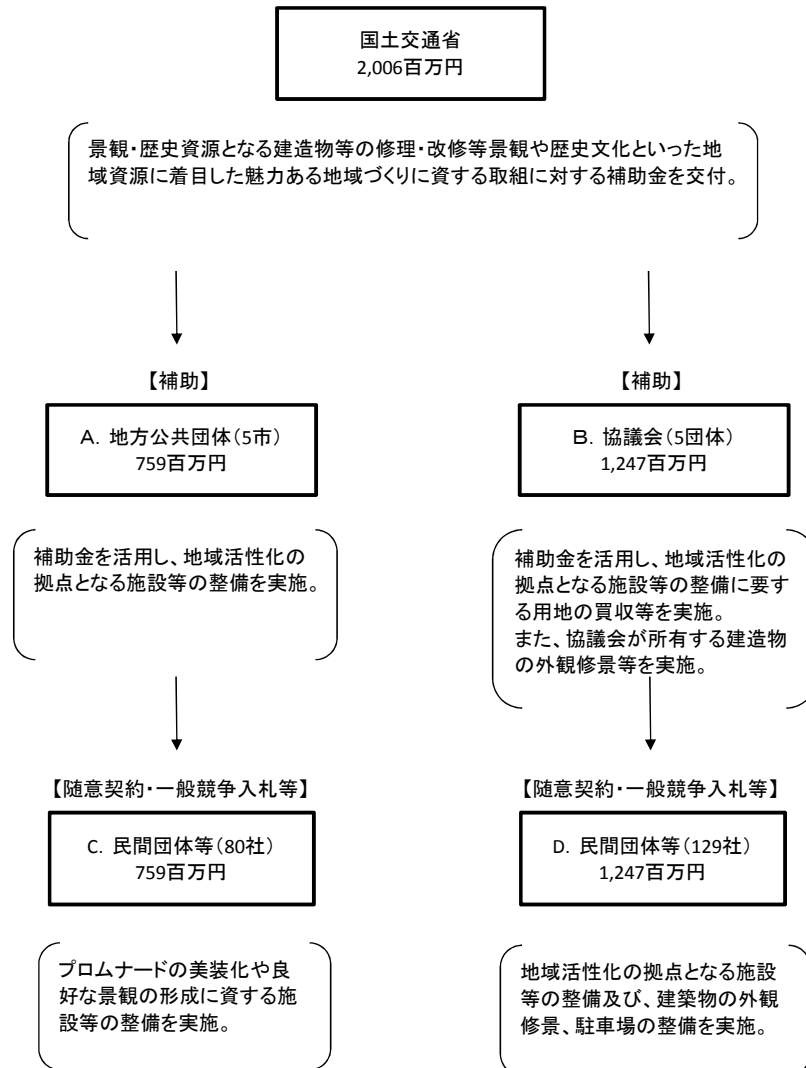 国土交通省
2,006百万円
景観・歴史資源となる建造物等の修理・改修等景観や歴史文化といった地
域資源に着目した魅力ある地域づくりに資する取組に対する補助金を交付。
【補助】
A. 地方公共団体（5市）
759百万円
補助金を活用し、地域活性化の
拠点となる施設等の整備を実施。
【随意契約・一般競争入札等】
C. 民間団体等（80社）
759百万円
プロムナードの美装化や良
好な景観の形成に資する施
設等の整備を実施。
【補助】
B. 協議会（5団体）
1,247百万円
補助金を活用し、地域活性化の
拠点となる施設等の整備に要す
る用地の買収等を実施。
また、協議会が所有する建造物
の外観修景等を実施。
【随意契約・一般競争入札等】
D. 民間団体等（129社）
1,247百万円
地域活性化の拠点となる施設
等の整備及び、建築物の外観
修景、駐車場の整備を実施。